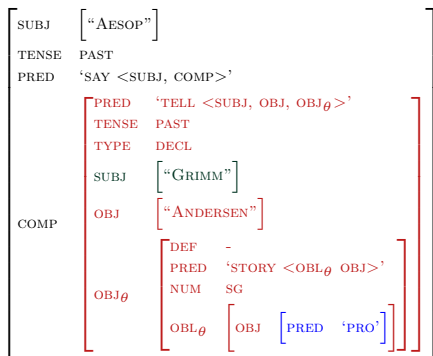 SUBJ ["AESOP"]
TENSE PAST
PRED ‘SAY <SUBJ, COMP>’
PRED ‘TELL <SUBJ, OBJ, OBJθ>’
TENSE PAST
TYPE DECL
SUBJ ["GRIMM"]
OBJ ["ANDERSEN"]
COMP
DEF -
PRED ‘STORY <OBLθ OBJ>’
OBJθ NUM SG
OBLθ [OBJ [PRED ‘PRO’]]